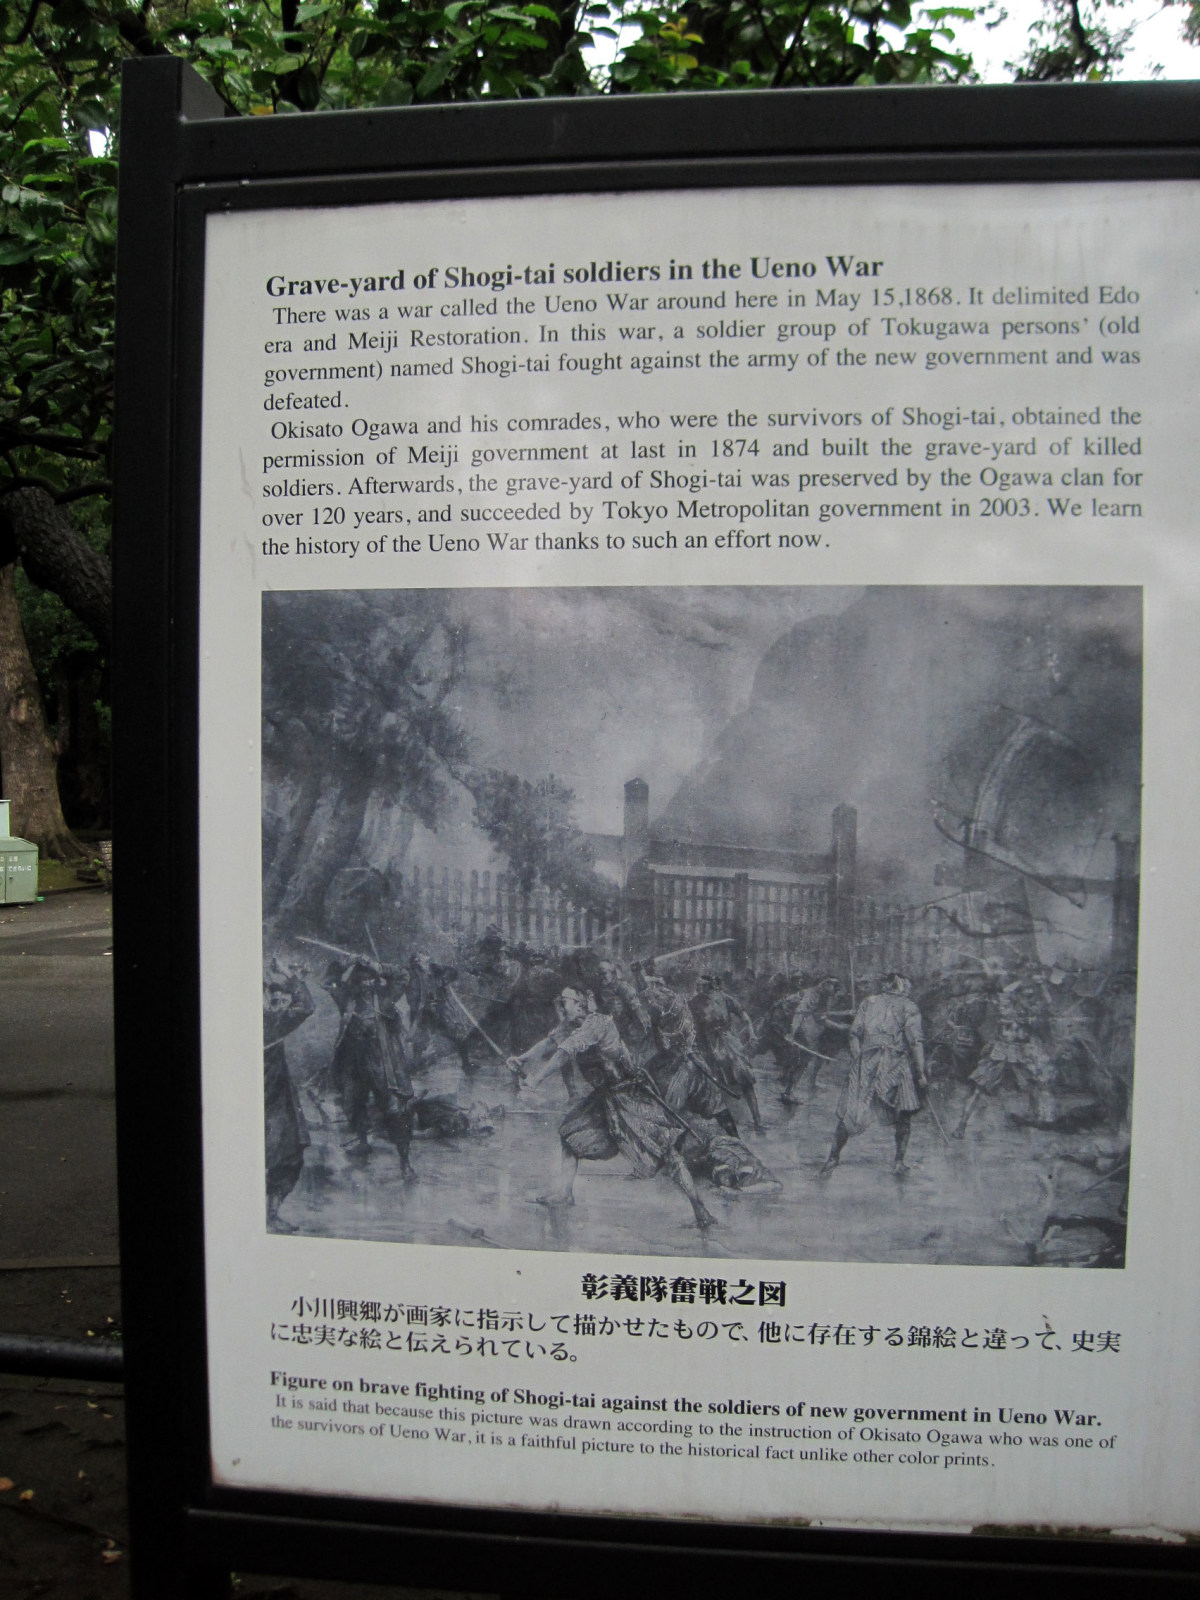 Grave-yard of Shogi-tai soldiers in the Ueno War
There was a war called the Ueno War around here in May 15,1868. It delimited Edo
era and Meiji Restoration. In this war, a soldier group of Tokugawa persons' (old
government) named Shogi-tai fought against the army of the new government and was
defeated.
Okisato Ogawa and his comrades, who were the survivors of Shogi-tai, obtained the
permission of Meiji government at last in 1874 and built the grave-yard of killed
soldiers. Afterwards, the grave-yard of Shogi-tai was preserved by the Ogawa clan for
over 120 years, and succeeded by Tokyo Metropolitan government in 2003. We learn
the history of the Ueno War thanks to such an effort now.
彰義隊奮戦之図
小川興郷が画家に指示して描かせたもので、他に存在する錦絵と違って、史実
に忠実な絵と伝えられている。
Figure on brave fighting of Shogi-tai against the soldiers of new government in Ueno War.
It is said that because this picture was drawn according to the instruction of Okisato Ogawa who was one of
the survivors of Ueno War, it is a faithful picture to the historical fact unlike other color prints.